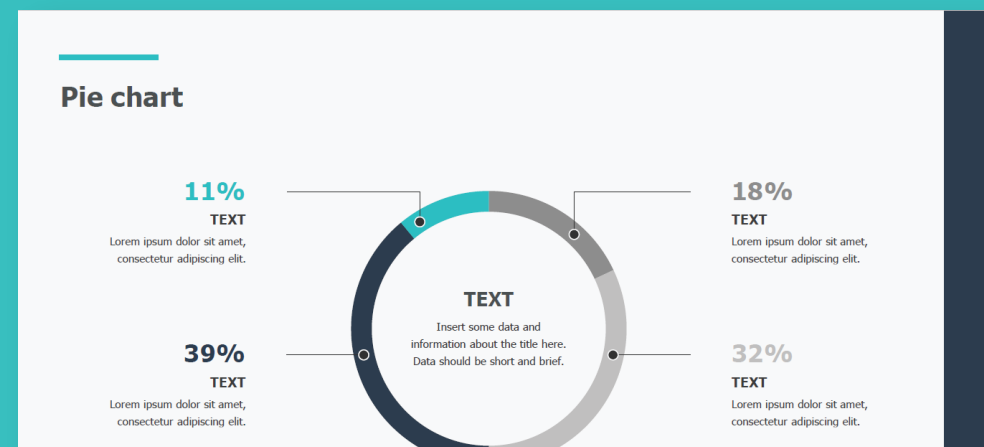 Pie chart
11%
TEXT
Lorem ipsum dolor sit amet,
consectetur adipiscing elit.
18%
TEXT
Lorem ipsum dolor sit amet,
consectetur adipiscing elit.
TEXT
Insert some data and
information about the title here.
Data should be short and brief.
39%
TEXT
Lorem ipsum dolor sit amet,
consectetur adipiscing elit.
32%
TEXT
Lorem ipsum dolor sit amet,
consectetur adipiscing elit.